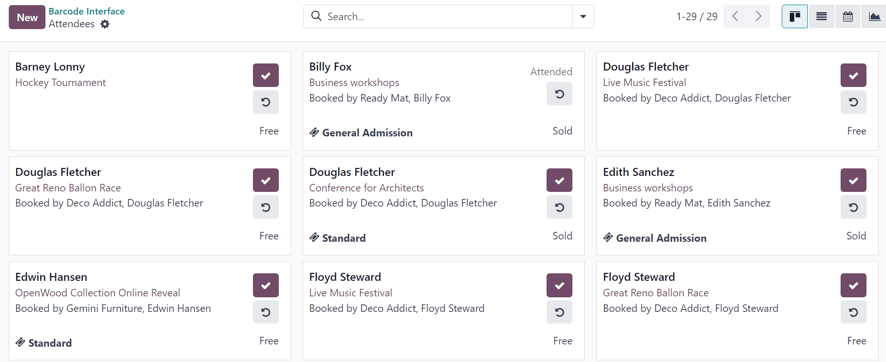 New
Barcode Interface
Attendees
Search...
1-29 / 29
Barney Lonny
Hockey Tournament
Free
Billy Fox
Attended
Business workshops
Booked by Ready Mat, Billy Fox
General Admission
Sold
Douglas Fletcher
Live Music Festival
Booked by Deco Addict, Douglas Fletcher
Free
Douglas Fletcher
Great Reno Ballon Race
Booked by Deco Addict, Douglas Fletcher
Free
Douglas Fletcher
Conference for Architects
Booked by Deco Addict, Douglas Fletcher
Standard
Sold
Edith Sanchez
Business workshops
Booked by Ready Mat, Edith Sanchez
General Admission
Sold
Edwin Hansen
OpenWood Collection Online Reveal
Booked by Gemini Furniture, Edwin Hansen
Standard
Free
Floyd Steward
Live Music Festival
Booked by Deco Addict, Floyd Steward
Free
Floyd Steward
Great Reno Ballon Race
Booked by Deco Addict, Floyd Steward
Free